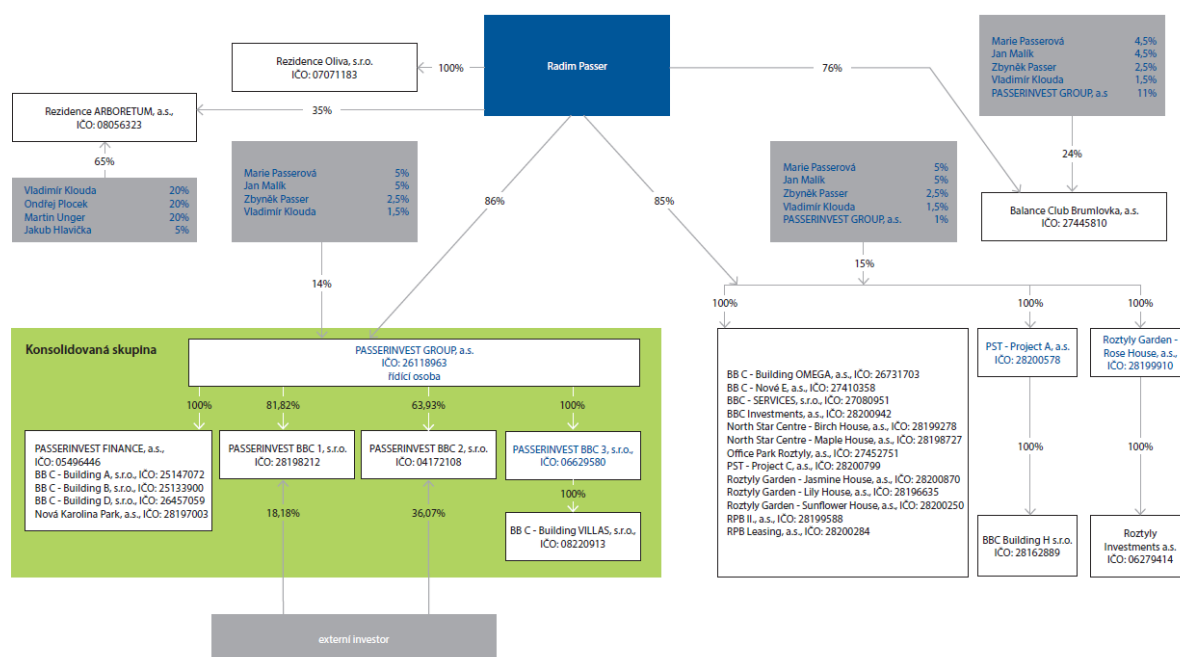 Radim Passer
Rezidence Oliva, s.r.o.
IČO: 07071183
100%
76%
Marie Passerová 4,5%
Jan Malík 4,5%
Zbyněk Passer 2,5%
Vladimír Klouda 1,5%
PASSERINVEST GROUP, a.s 11%
Rezidence ARBORETUM, a.s.,
IČO: 08056323
35%
65%
24%
Vladimír Klouda 20%
Ondřej Plocek 20%
Martin Unger 20%
Jakub Hlavička 5%
Marie Passerová 5%
Jan Malík 5%
Zbyněk Passer 2,5%
Vladimír Klouda 1,5%
86%
85%
Marie Passerová 5%
Jan Malík 5%
Zbyněk Passer 2,5%
Vladimír Klouda 1,5%
PASSERINVEST GROUP, a.s. 1%
Balance Club Brumlovka, a.s.
IČO: 27445810
14%
15%
100%
100%
100%
Konsolidovaná skupina
PASSERINVEST GROUP, a.s.
IČO: 26118963
řídící osoba
100%
81,82%
63,93%
100%
PASSERINVEST FINANCE, a.s.,
IČO: 05496446
BB C - Building A, s.r.o., IČO: 25147072
BB C - Building B, s.r.o., IČO: 25133900
BB C - Building D, s.r.o., IČO: 26457059
Nová Karolina Park, a.s., IČO: 28197003
PASSERINVEST BBC 1, s.r.o.
IČO: 28198212
PASSERINVEST BBC 2, s.r.o.
IČO: 04172108
PASSERINVEST BBC 3, s.r.o.,
IČO: 06629580
18,18%
36,07%
100%
BB C - Building VILLAS, s.r.o.,
IČO: 08220913
externí investor
BB C - Building OMEGA, a.s., IČO: 26731703
BB C - Nové E, a.s., IČO: 27410358
BBC - SERVICES, s.r.o., IČO: 27080951
BBC Investments, a.s., IČO: 28200942
North Star Centre - Birch House, a.s., IČO: 28199278
North Star Centre - Maple House, a.s., IČO: 28198727
Office Park Roztyly, a.s., IČO: 27452751
PST - Project C, a.s., IČO: 28200799
Roztyly Garden - Jasmine House, a.s., IČO: 28200870
Roztyly Garden - Lily House, a.s., IČO: 28196635
Roztyly Garden - Sunflower House, a.s., IČO: 28200250
RPB II., a.s., IČO: 28199588
RPB Leasing, a.s., IČO: 28200284
PST - Project A, a.s.,
IČO: 28200578
Roztyly Garden -
Rose House, a.s.,
IČO: 28199910
100%
100%
BBC Building H s.r.o.
IČO: 28162889
Roztyly
Investments a.s.
IČO: 06279414